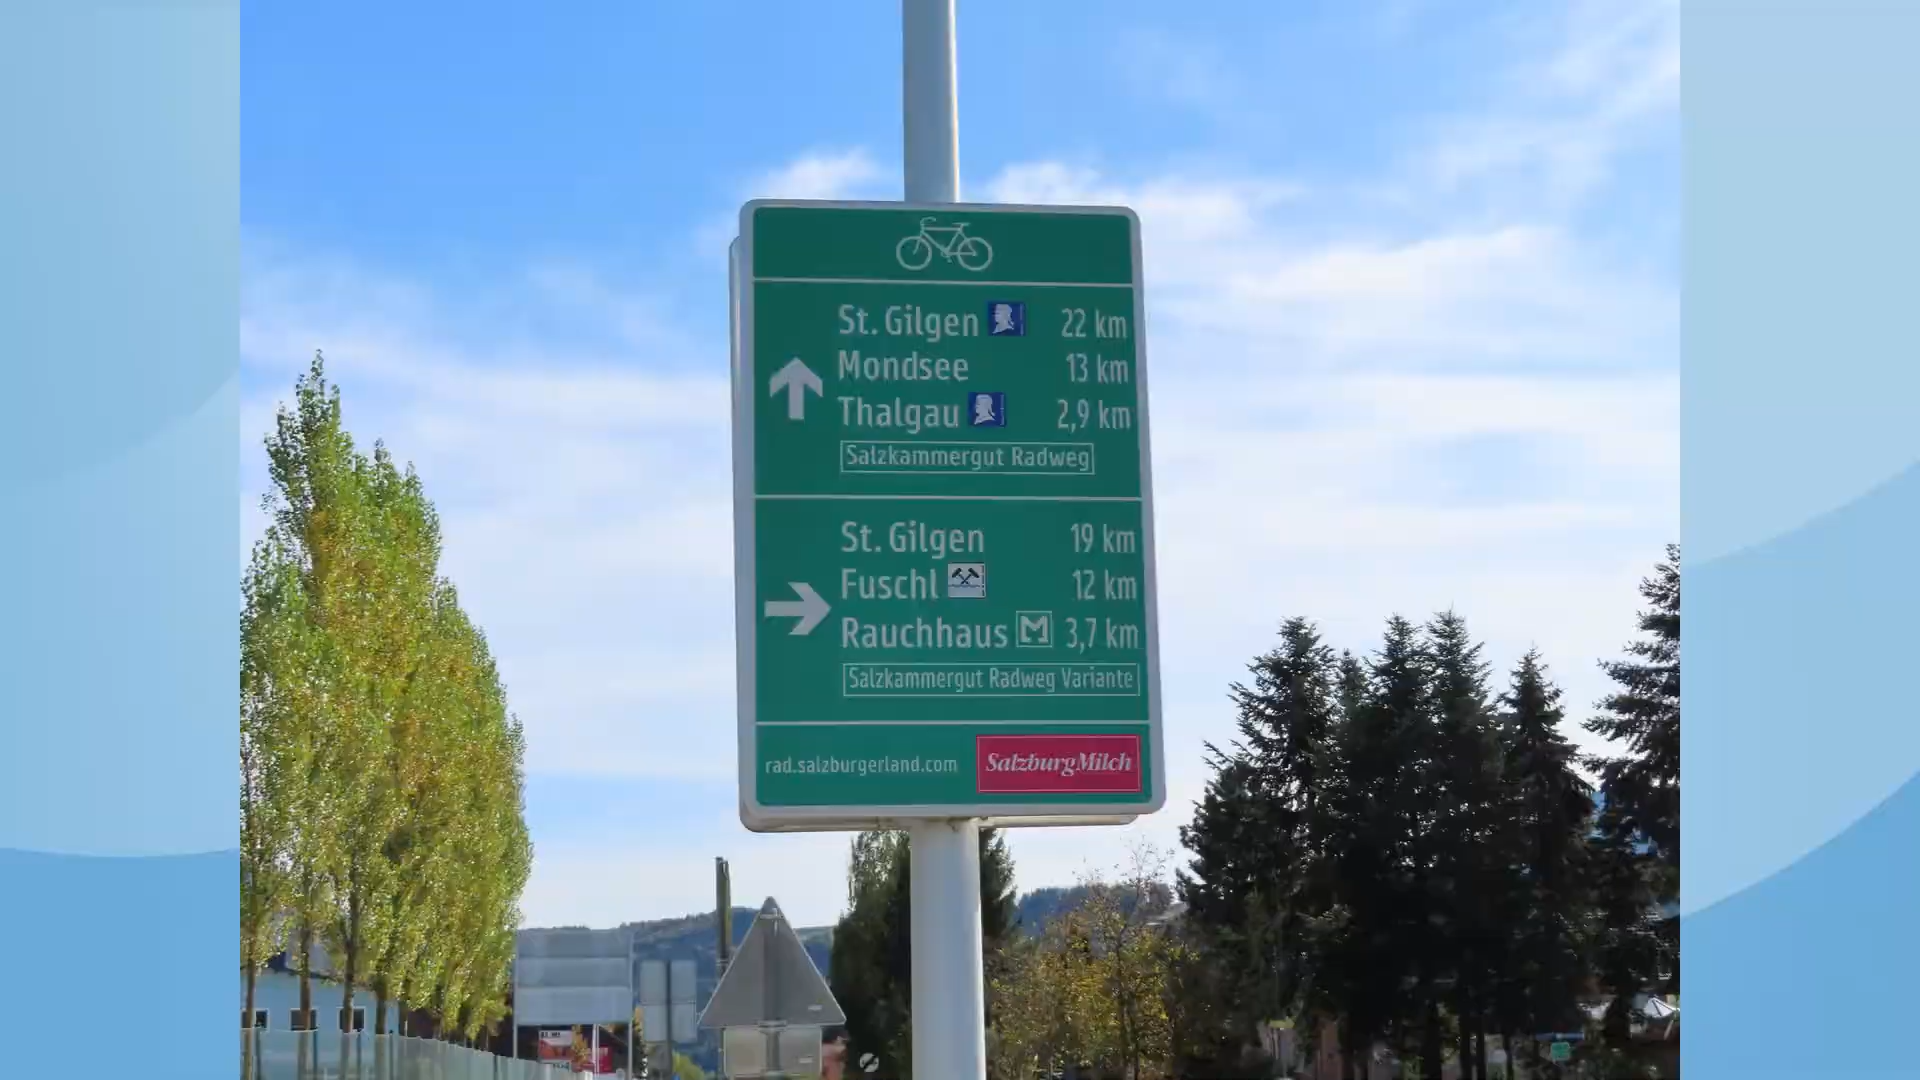 St. Gilgen 22 km
Mondsee 13 km
Thalgau 2,9 km
Salzkammergut Radweg
St. Gilgen 19 km
Fuschl 12 km
Rauchhaus M 3,7 km
Salzkammergut Radweg Variante
rad.salzburgerland.com SalzburgMilch